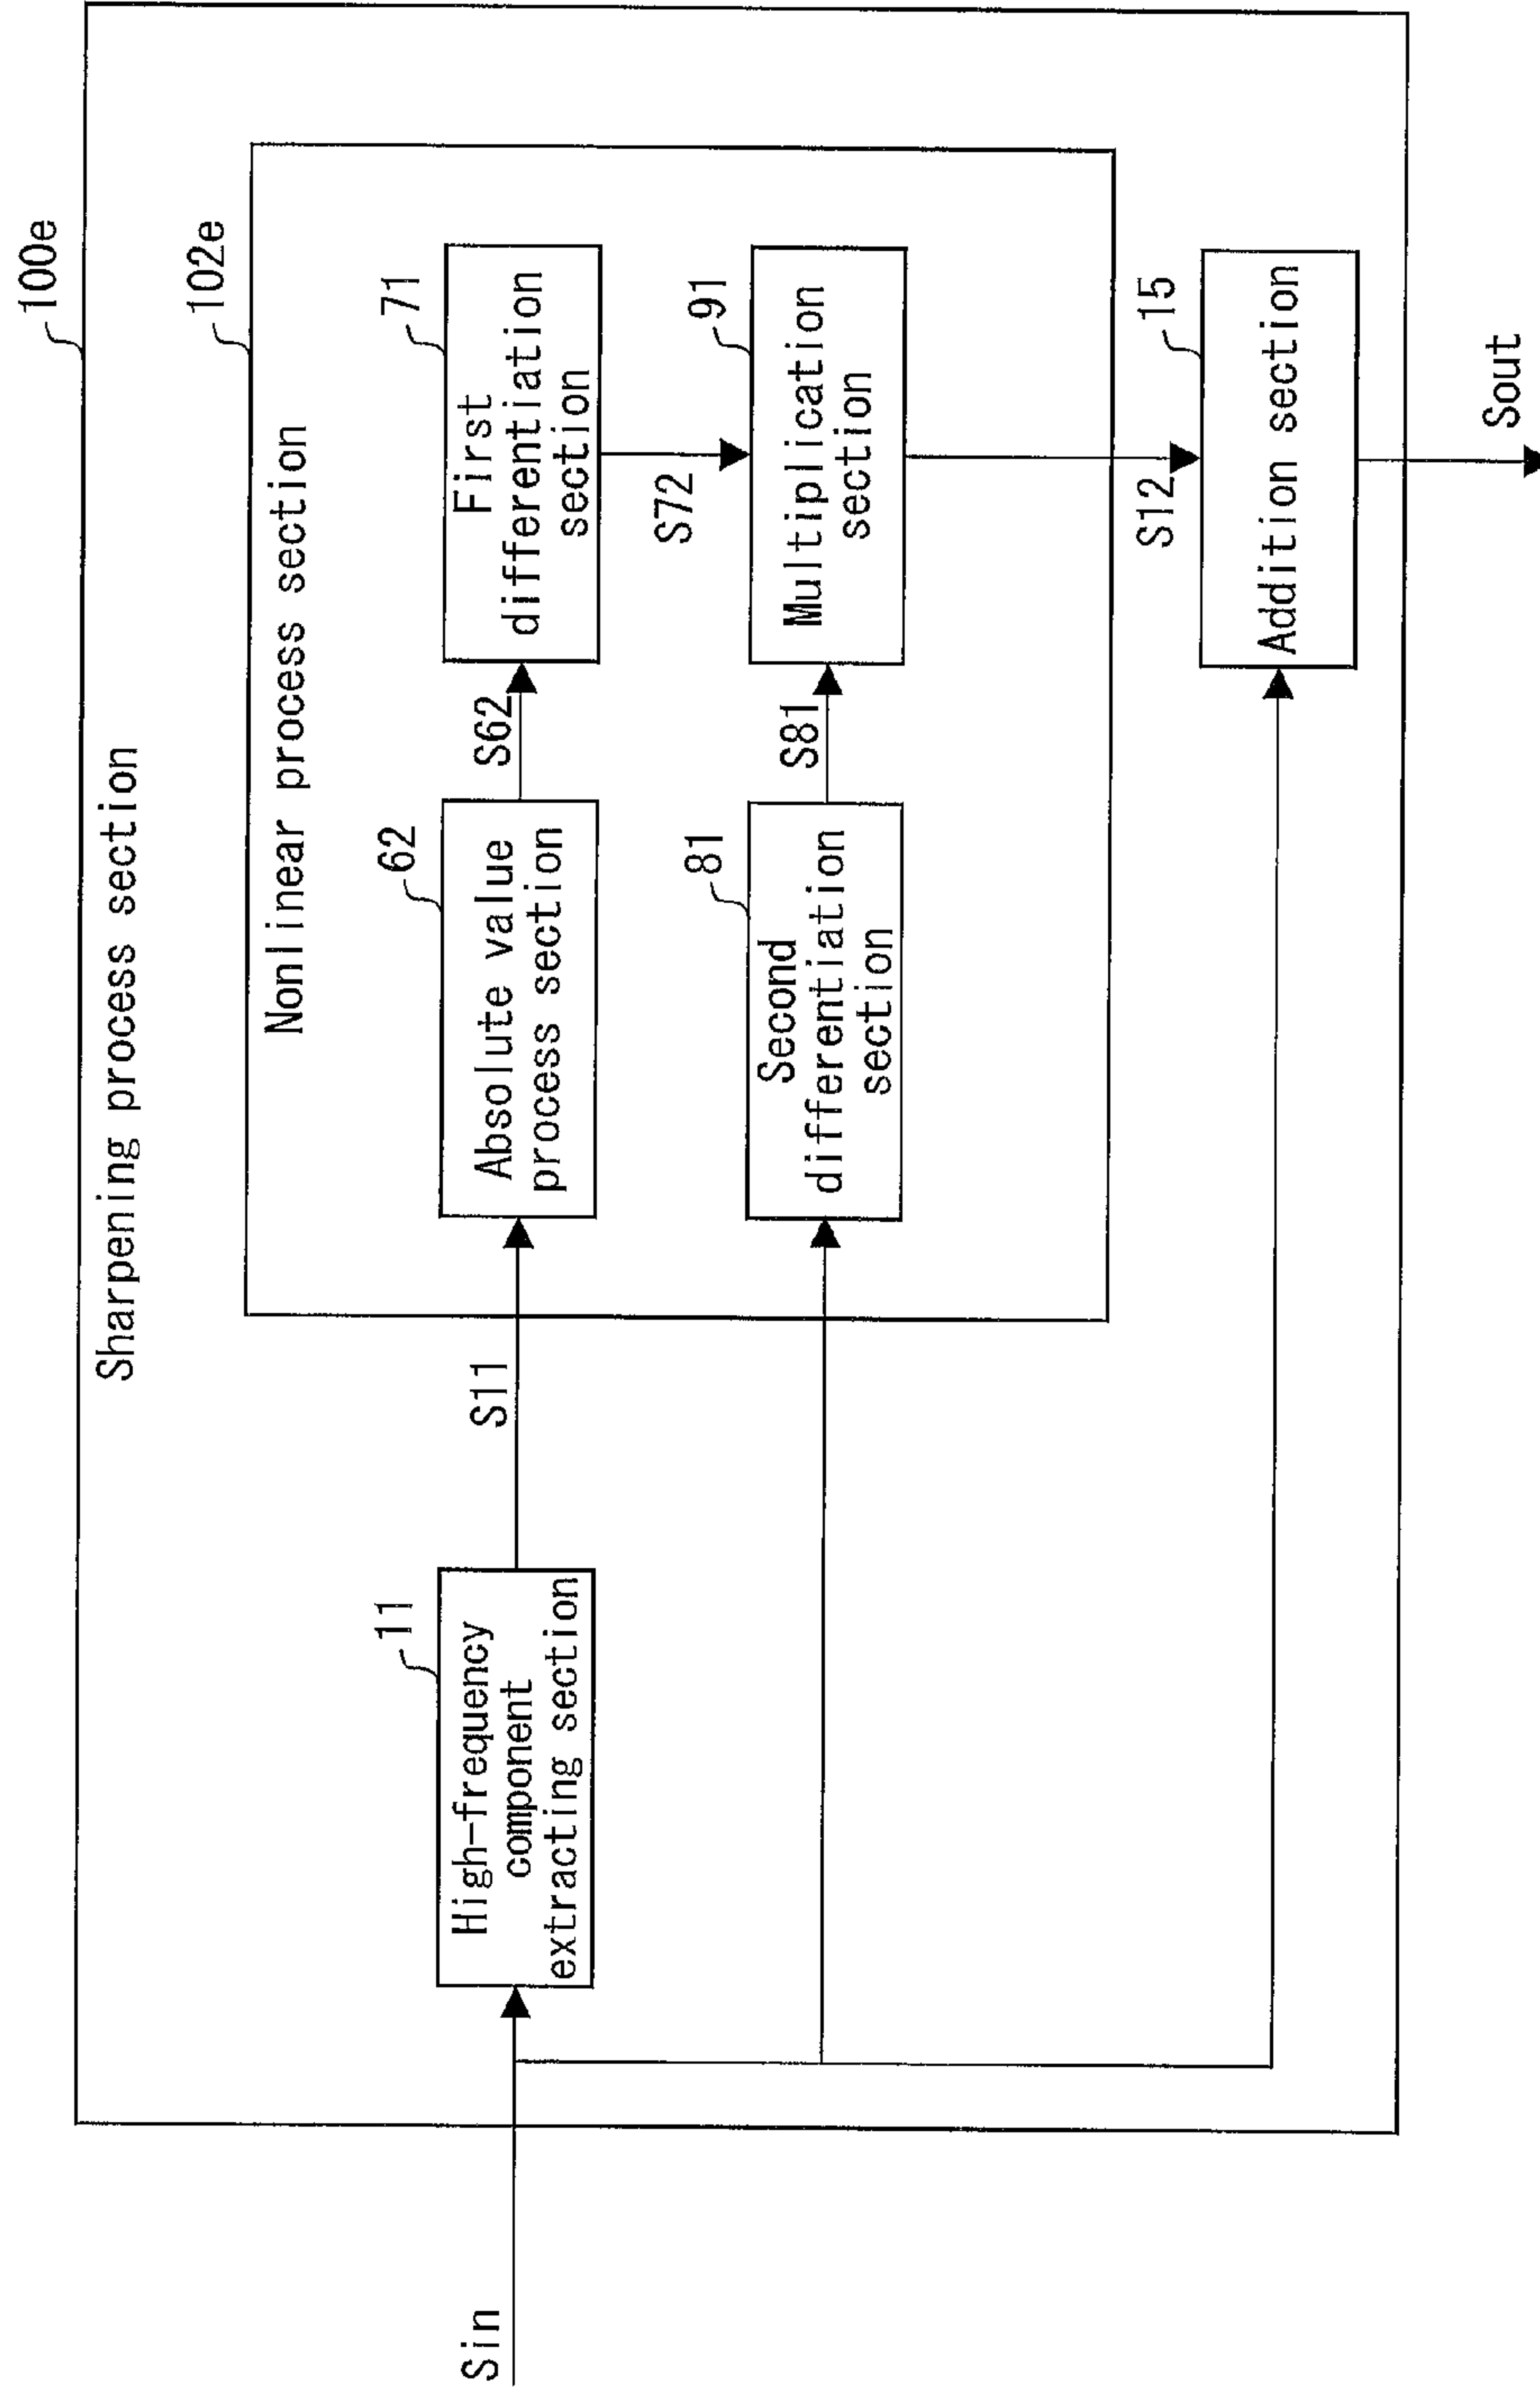 100e
Sharpening process section
102e
Nonlinear process section
11
High-frequency
component
extracting section
S11
62
Absolute value
process section
S62
71
First
differentiation
section
S72
81
Second
differentiation
section
S81
91
Multiplication
section
S12
15
Addition section
Sin
Sout